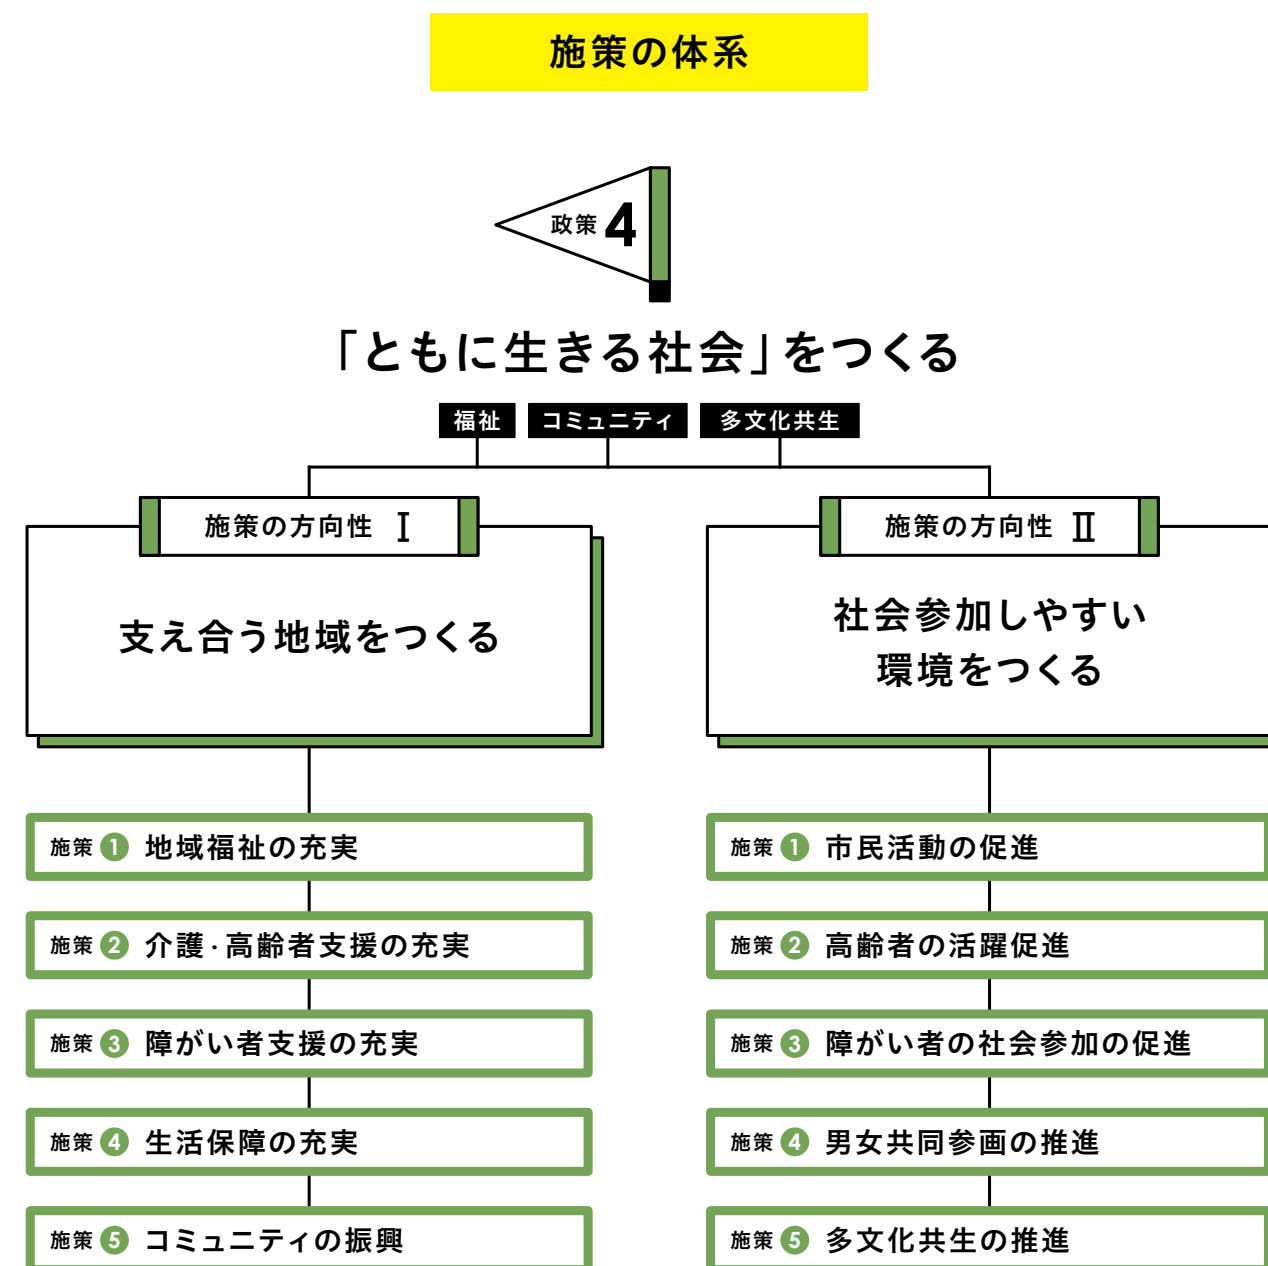 施策の体系
政策 4
「ともに生きる社会」をつくる
福祉 コミュニティ 多文化共生
施策の方向性 Ⅰ
支え合う地域をつくる
施策 1 地域福祉の充実
施策 2 介護・高齢者支援の充実
施策 3 障がい者支援の充実
施策 4 生活保障の充実
施策 5 コミュニティの振興
施策の方向性 Ⅱ
社会参加しやすい
環境をつくる
施策 1 市民活動の促進
施策 2 高齢者の活躍促進
施策 3 障がい者の社会参加の促進
施策 4 男女共同参画の推進
施策 5 多文化共生の推進